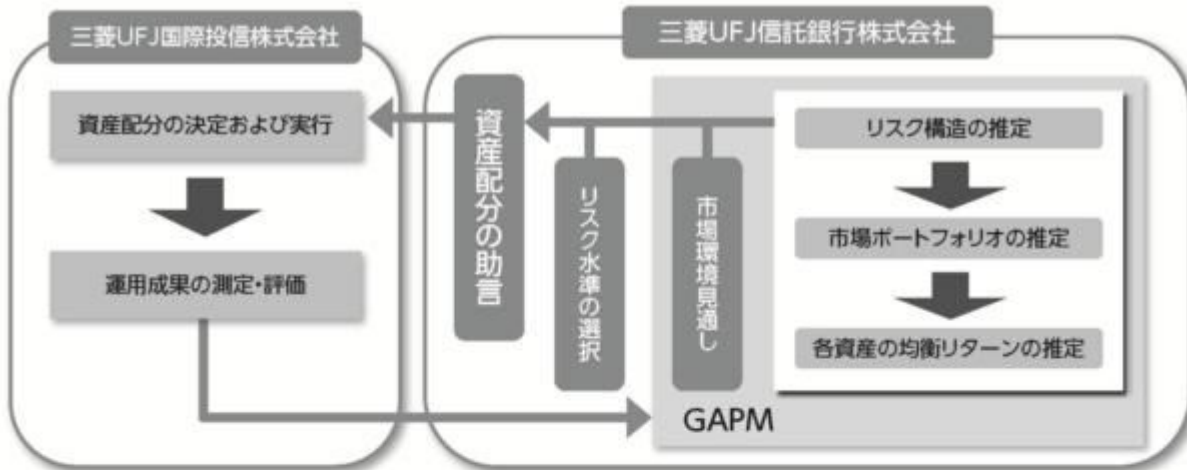 三菱UFJ国際投信株式会社
資産配分の決定および実行
運用成果の測定・評価
三菱UFJ信託銀行株式会社
資産配分の助言
リスク水準の選択
市場環境見通し
リスク構造の推定
市場ポートフォリオの推定
各資産の均衡リターンの推定
GAPM